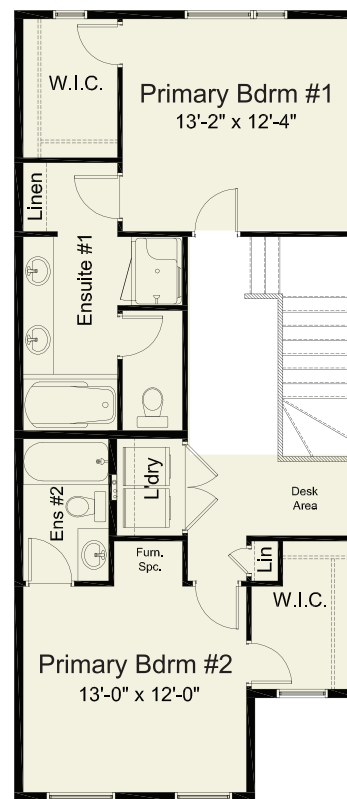 W.I.C.
Primary Bdrm #1
13'-2" x 12'-4"
Linen
Ensuite #1
L'dry
Desk
Area
Ens #2
Furn.
Spc.
Lin
W.I.C.
Primary Bdrm #2
13'-0" x 12'-0"